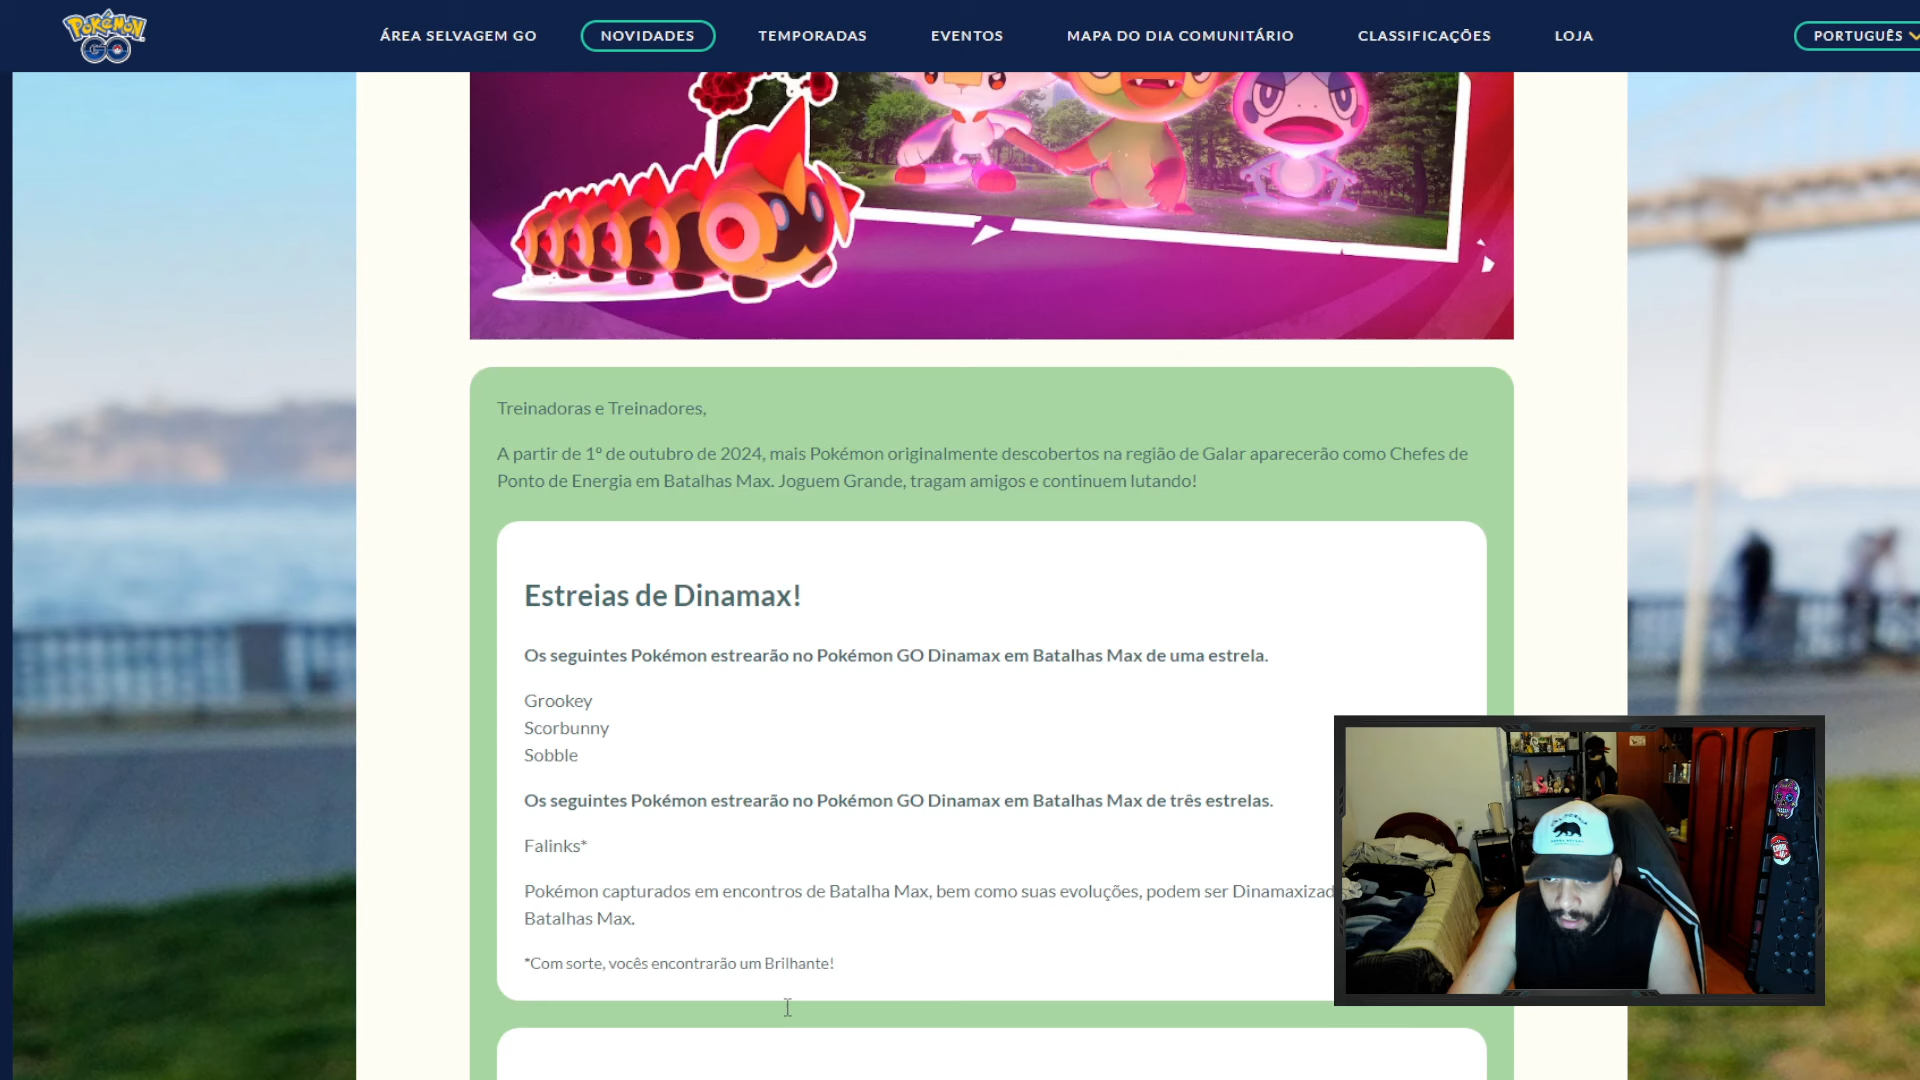 POKÉMON
GO
ÁREA SELVAGEM GO
NOVIDADES
TEMPORADAS
EVENTOS
MAPA DO DIA COMUNITÁRIO
CLASSIFICAÇÕES
LOJA
PORTUGUÊS
Treinadoras e Treinadores,
A partir de 1º de outubro de 2024, mais Pokémon originalmente descobertos na região de Galar aparecerão como Chefes de
Ponto de Energia em Batalhas Max. Joguem Grande, tragam amigos e continuem lutando!
Estreias de Dinamax!
Os seguintes Pokémon estrearão no Pokémon GO Dinamax em Batalhas Max de uma estrela.
Grookey
Scorbunny
Sobble
Os seguintes Pokémon estrearão no Pokémon GO Dinamax em Batalhas Max de três estrelas.
Falinks*
Pokémon capturados em encontros de Batalha Max, bem como suas evoluções, podem ser Dinamaxizad
Batalhas Max.
*Com sorte, vocês encontrarão um Brilhante!